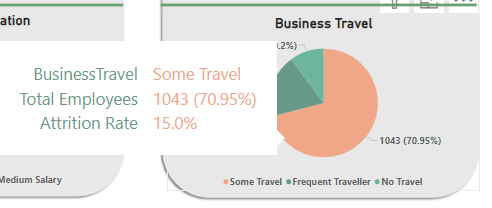 ation
Business Travel
.2%)
BusinessTravel Some Travel
Total Employees 1043 (70.95%)
Attrition Rate 15.0%
1043 (70.95%)
Medium Salary
Some Travel Frequent Traveller No Travel